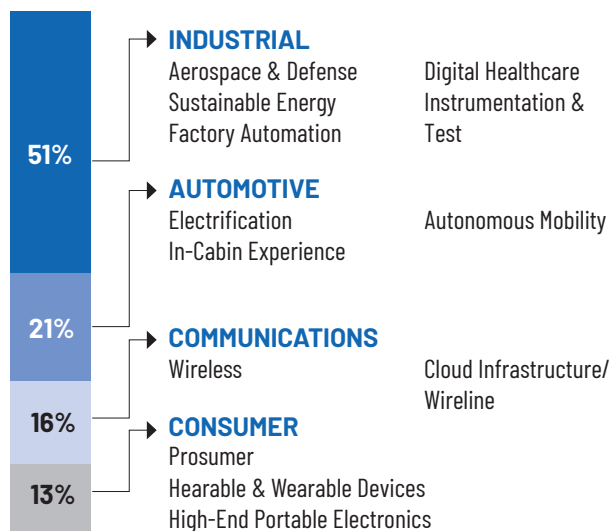 51%
INDUSTRIAL
Aerospace & Defense
Sustainable Energy
Factory Automation
Digital Healthcare
Instrumentation &
Test
21%
AUTOMOTIVE
Electrification
In-Cabin Experience
Autonomous Mobility
16%
COMMUNICATIONS
Wireless
Cloud Infrastructure/
Wireline
13%
CONSUMER
Prosumer
Hearable & Wearable Devices
High-End Portable Electronics